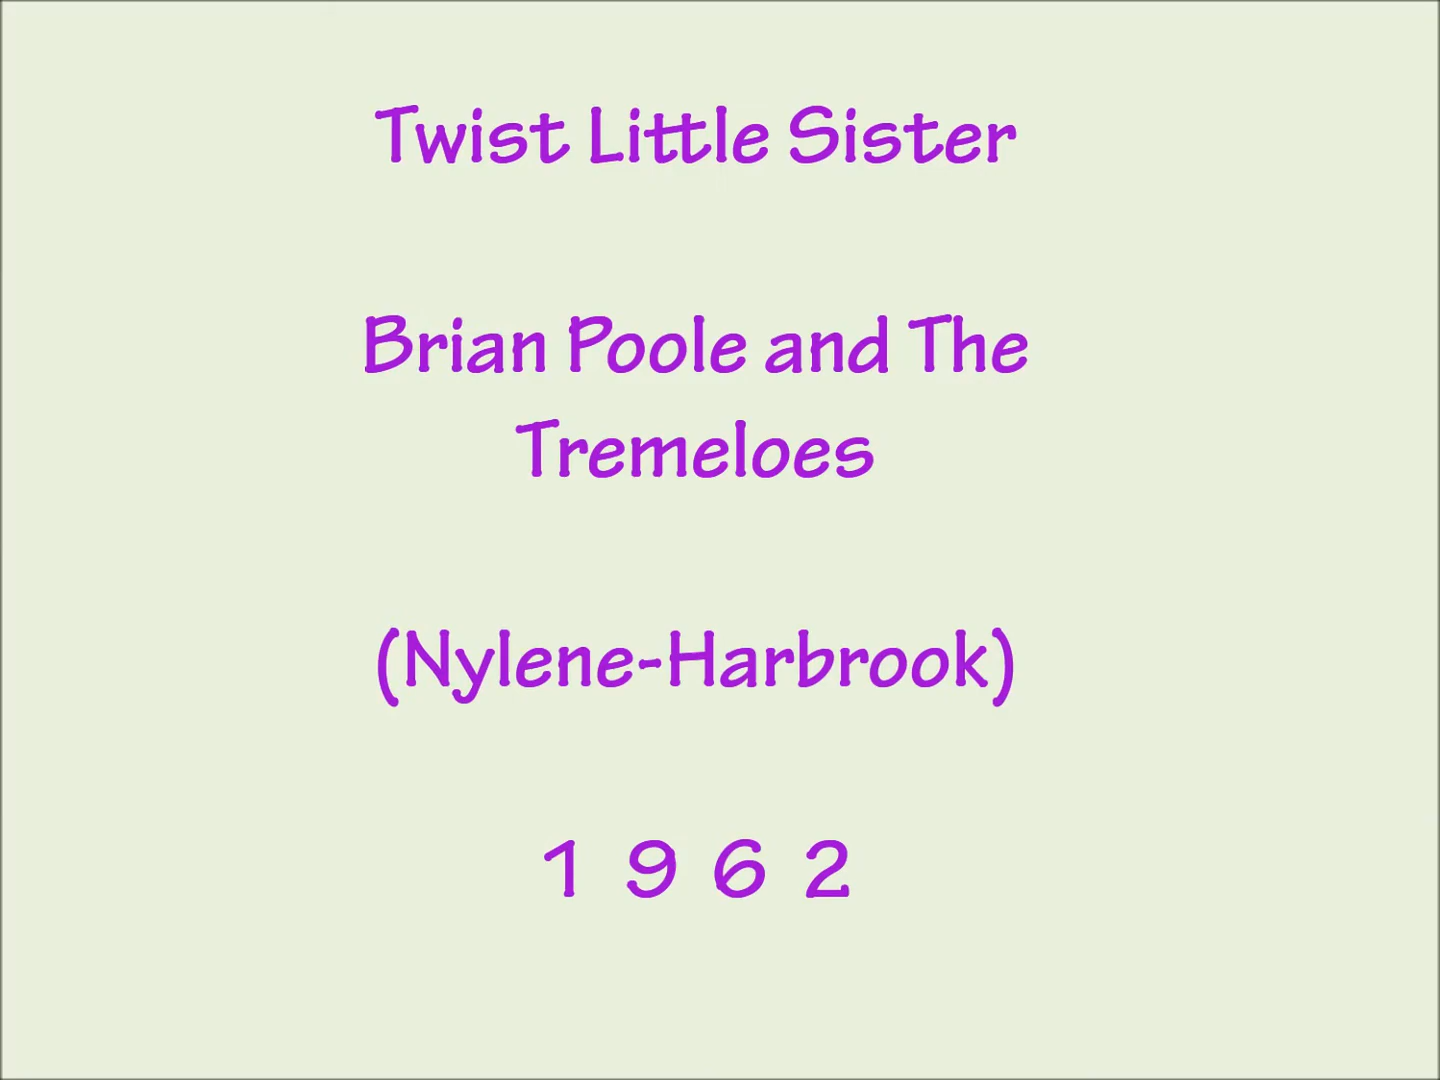 Twist Little Sister
Brian Poole and The
Tremeloes
(Nylene-Harbrook)
1 9 6 2